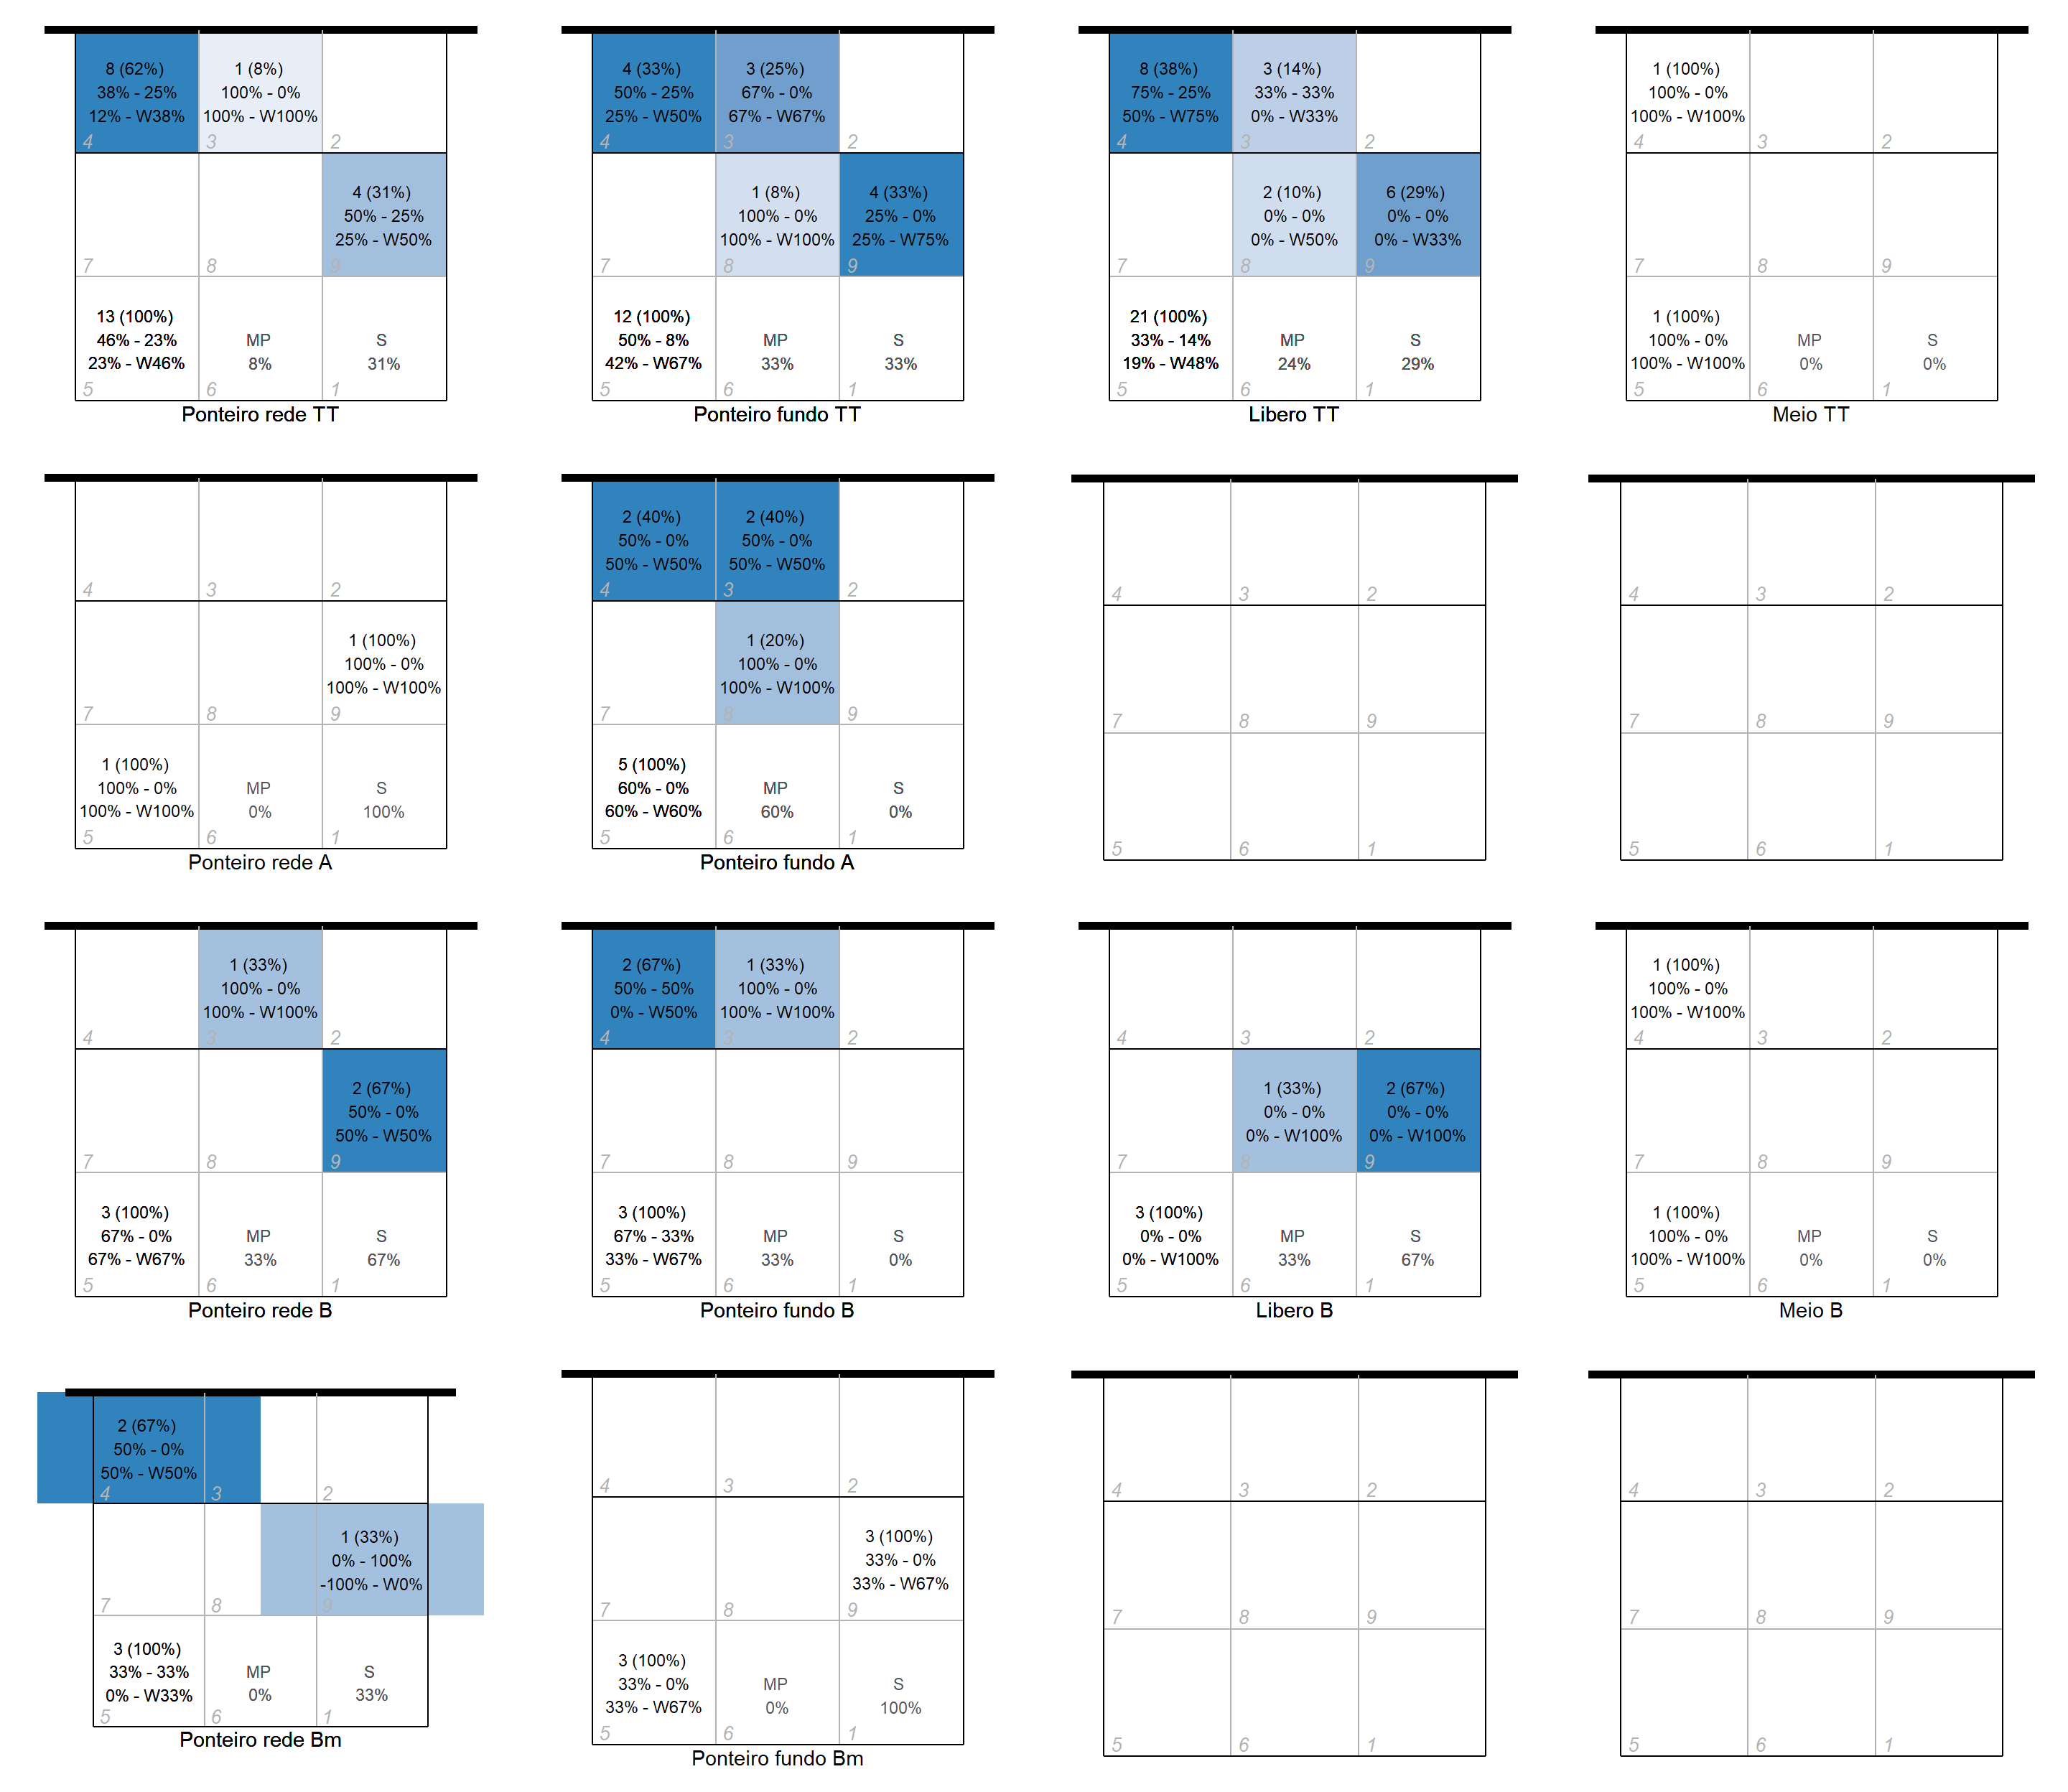 8 (62%)
38% - 25%
12% - W38%
4
1 (8%)
100% - 0%
100% - W100%
3
2
7
8
4 (31%)
50% - 25%
25% - W50%
9
13 (100%)
46% - 23%
23% - W46%
5
MP
8%
6
S
31%
1
Ponteiro rede TT
4 (33%)
50% - 25%
25% - W50%
4
3 (25%)
67% - 0%
67% - W67%
3
2
7
1 (8%)
100% - 0%
100% - W100%
8
4 (33%)
25% - 0%
25% - W75%
9
12 (100%)
50% - 8%
42% - W67%
5
MP
33%
6
S
33%
1
Ponteiro fundo TT
8 (38%)
75% - 25%
50% - W75%
4
3 (14%)
33% - 33%
0% - W33%
3
2
7
2 (10%)
0% - 0%
0% - W50%
8
6 (29%)
0% - 0%
0% - W33%
9
21 (100%)
33% - 14%
19% - W48%
5
MP
24%
6
S
29%
1
Libero TT
1 (100%)
100% - 0%
100% - W100%
4
3
2
7
8
9
1 (100%)
100% - 0%
100% - W100%
5
MP
0%
6
S
0%
1
Meio TT
4
3
2
7
8
1 (100%)
100% - 0%
100% - W100%
9
1 (100%)
100% - 0%
100% - W100%
5
MP
0%
6
S
100%
1
Ponteiro rede A
2 (40%)
50% - 0%
50% - W50%
4
2 (40%)
50% - 0%
50% - W50%
3
2
7
1 (20%)
100% - 0%
100% - W100%
8
9
5 (100%)
60% - 0%
60% - W60%
5
MP
60%
6
S
0%
1
Ponteiro fundo A
4
3
2
7
8
9
5
6
1
4
3
2
7
8
9
5
6
1
4
1 (33%)
100% - 0%
100% - W100%
3
2
7
8
2 (67%)
50% - 0%
50% - W50%
9
3 (100%)
67% - 0%
67% - W67%
5
MP
33%
6
S
67%
1
Ponteiro rede B
2 (67%)
50% - 50%
0% - W50%
4
1 (33%)
100% - 0%
100% - W100%
3
2
7
8
9
3 (100%)
67% - 33%
33% - W67%
5
MP
33%
6
S
0%
1
Ponteiro fundo B
4
3
2
7
1 (33%)
0% - 0%
0% - W100%
8
2 (67%)
0% - 0%
0% - W100%
9
3 (100%)
0% - 0%
0% - W100%
5
MP
33%
6
S
67%
1
Libero B
1 (100%)
100% - 0%
100% - W100%
4
3
2
7
8
9
1 (100%)
100% - 0%
100% - W100%
5
MP
0%
6
S
0%
1
Meio B
2 (67%)
50% - 0%
50% - W50%
4
3
2
7
8
1 (33%)
0% - 100%
-100% - W0%
9
3 (100%)
33% - 33%
0% - W33%
5
MP
0%
6
S
33%
1
Ponteiro rede Bm
4
3
2
7
8
3 (100%)
33% - 0%
33% - W67%
9
3 (100%)
33% - 0%
33% - W67%
5
MP
0%
6
S
100%
1
Ponteiro fundo Bm
4
3
2
7
8
9
5
6
1
4
3
2
7
8
9
5
6
1